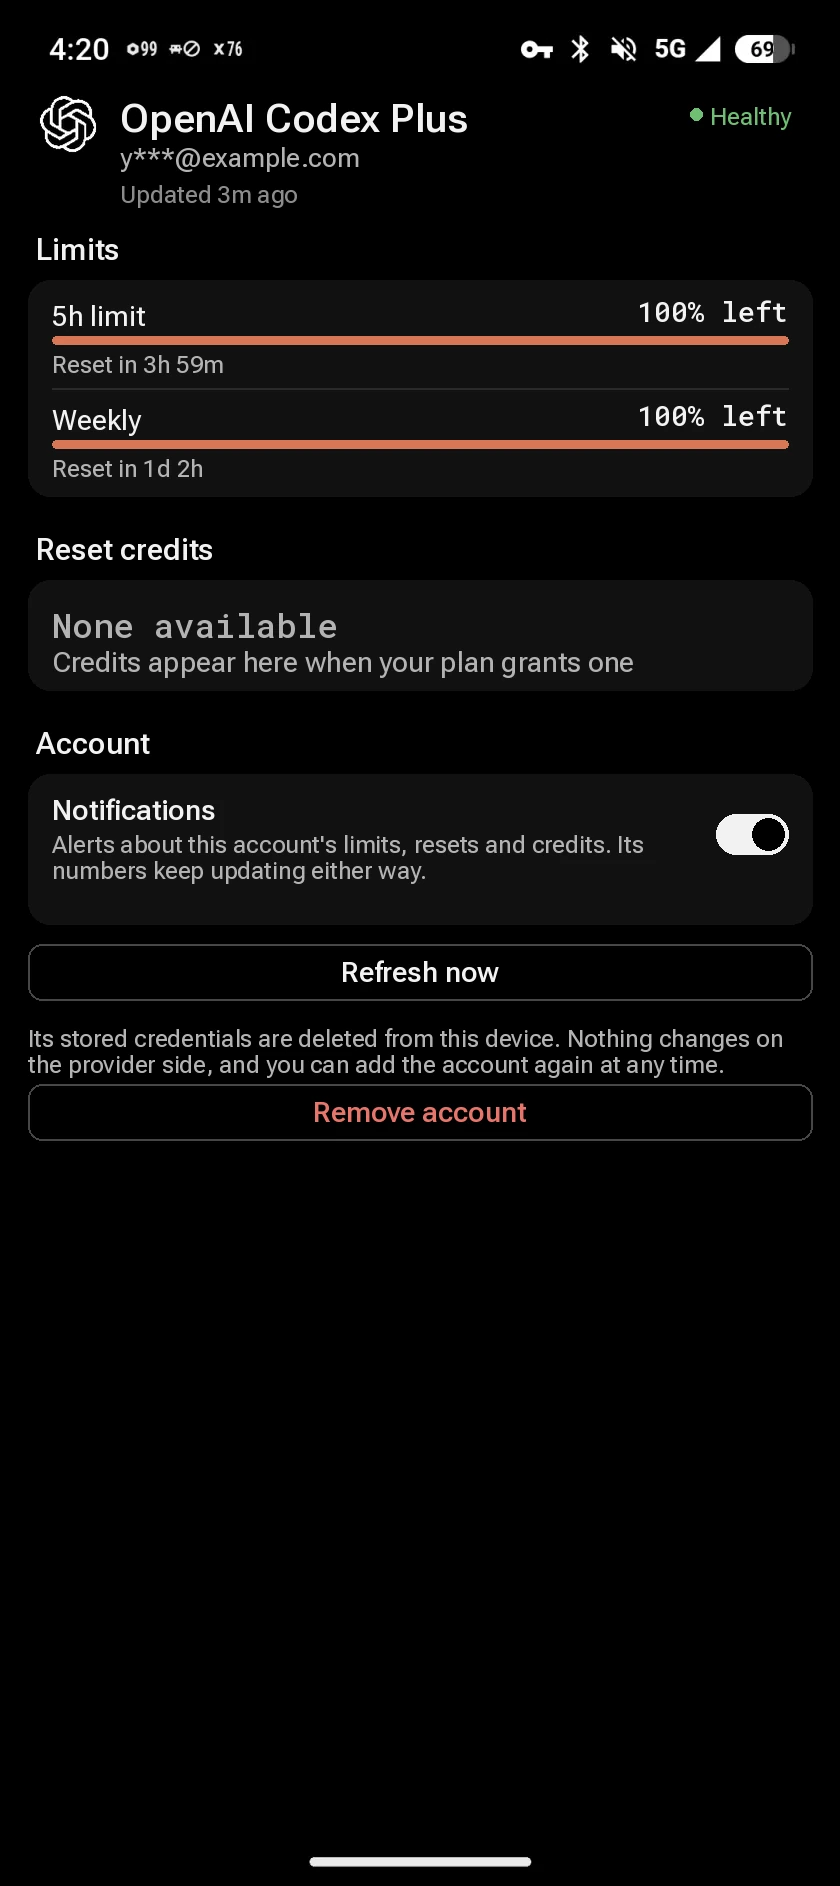 4:20 99 x 76 5G 69
OpenAI Codex Plus
Healthy
y***@example.com
Updated 3m ago
Limits
5h limit 100% left
Reset in 3h 59m
Weekly 100% left
Reset in 1d 2h
Reset credits
None available
Credits appear here when your plan grants one
Account
Notifications
Alerts about this account's limits, resets and credits. Its
numbers keep updating either way.
Refresh now
Its stored credentials are deleted from this device. Nothing changes on
the provider side, and you can add the account again at any time.
Remove account